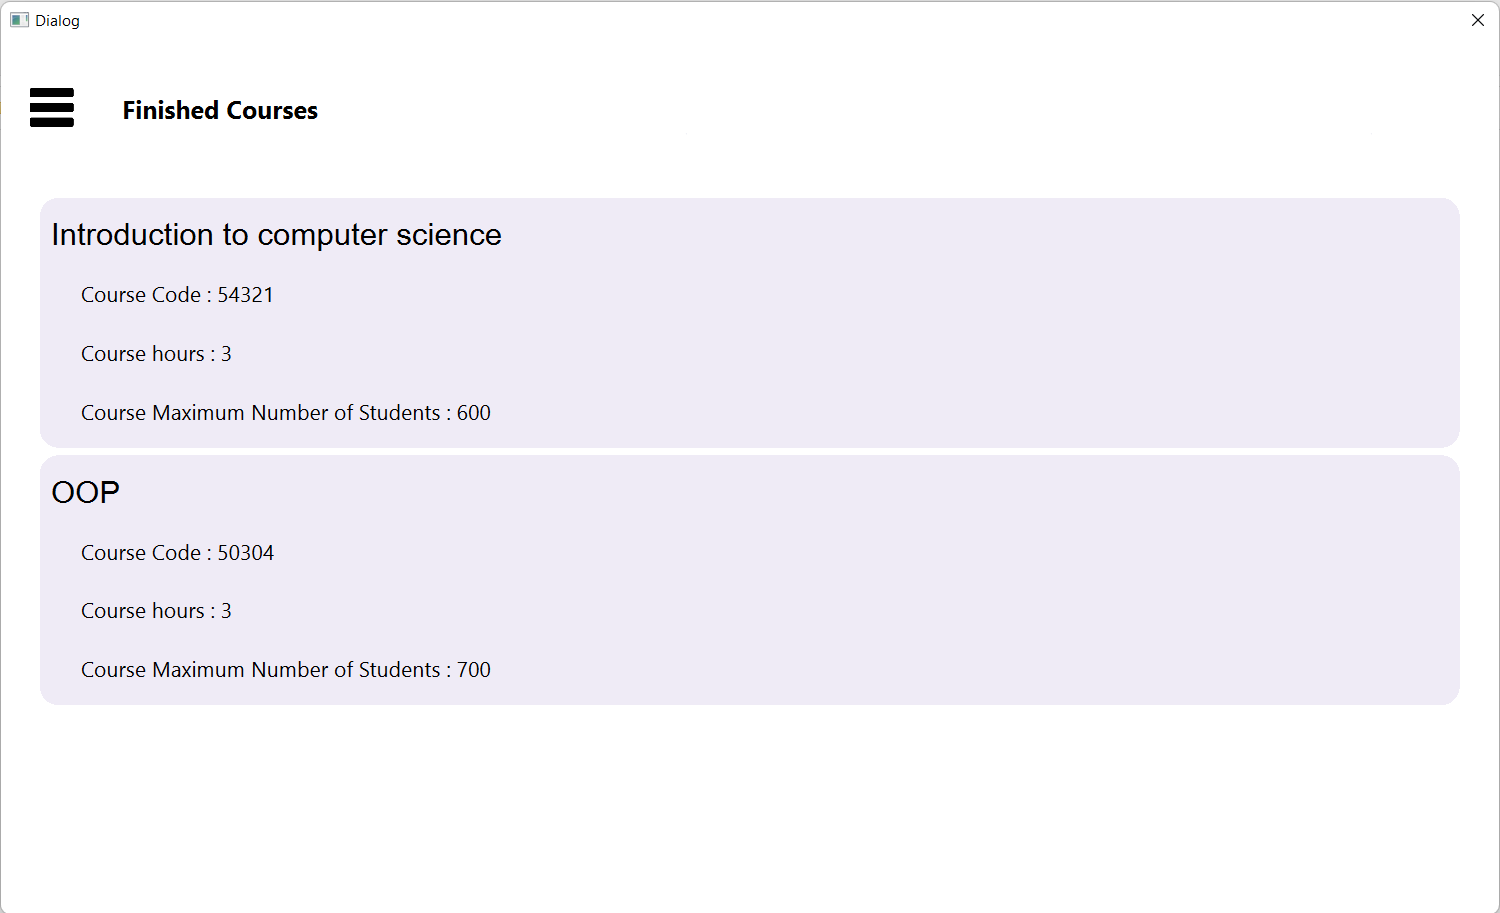 Dialog
Finished Courses
Introduction to computer science
Course Code : 54321
Course hours : 3
Course Maximum Number of Students : 600
OOP
Course Code : 50304
Course hours : 3
Course Maximum Number of Students : 700